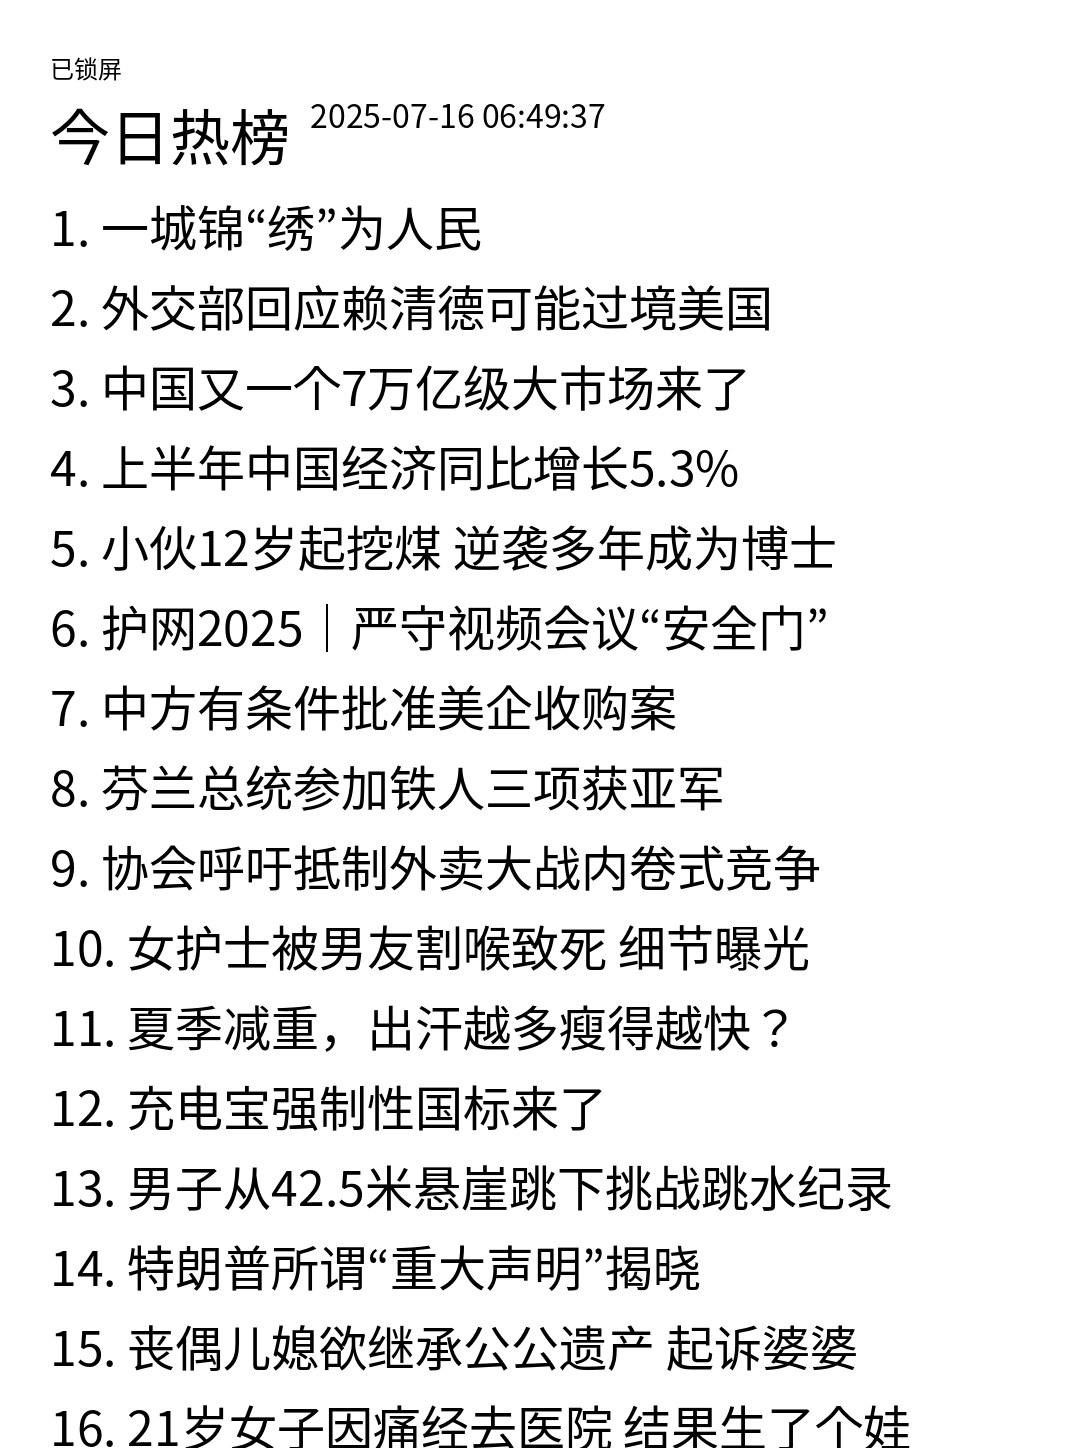 已锁屏
今日热榜 2025-07-16 06:49:37
1. 一城锦“绣”为人民
2. 外交部回应赖清德可能过境美国
3. 中国又一个7万亿级大市场来了
4. 上半年中国经济同比增长5.3%
5. 小伙12岁起挖煤 逆袭多年成为博士
6. 护网2025｜严守视频会议“安全门”
7. 中方有条件批准美企收购案
8. 芬兰总统参加铁人三项获亚军
9. 协会呼吁抵制外卖大战内卷式竞争
10. 女护士被男友割喉致死 细节曝光
11. 夏季减重，出汗越多瘦得越快？
12. 充电宝强制性国标来了
13. 男子从42.5米悬崖跳下挑战跳水纪录
14. 特朗普所谓“重大声明”揭晓
15. 丧偶儿媳欲继承公公遗产 起诉婆婆
16. 21岁女子因痛经去医院 结果生了个娃